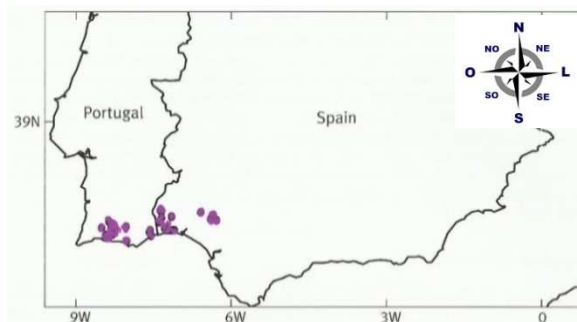 N
NO NE
O L
SO SE
S
Portugal
Spain
39N
9W 6W 3W 0